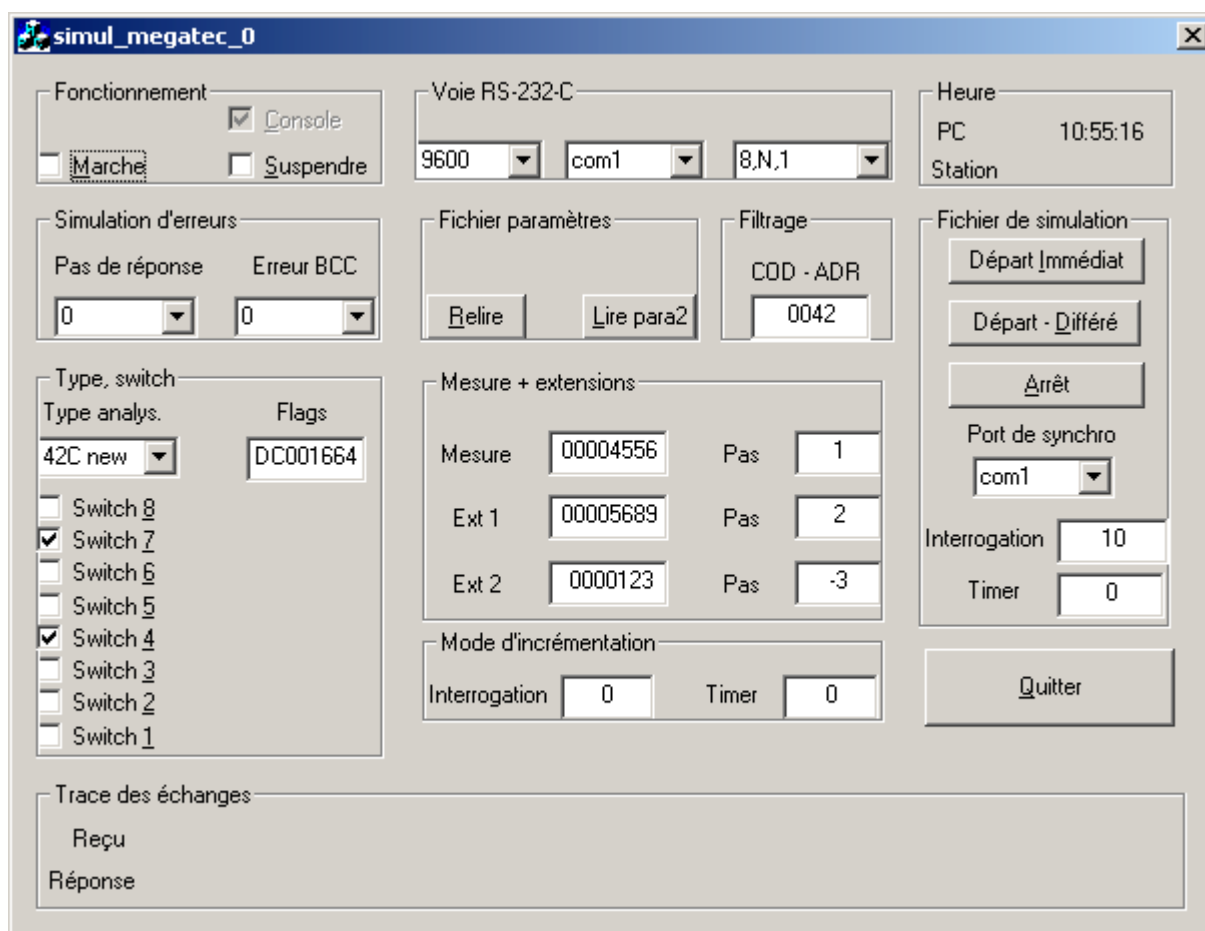 simul_megatec_0
Fonctionnement
Console
Marche
Suspendre
Voie RS-232-C
9600
com1
8,N,1
Heure
PC 10:55:16
Station
Simulation d'erreurs
Pas de réponse Erreur BCC
0 0
Fichier paramètres
Relire Lire para2
Filtrage
COD - ADR
0042
Fichier de simulation
Départ Immédiat
Départ - Différé
Arrêt
Port de synchro
com1
Interrogation 10
Timer 0
Type, switch
Type analys. Flags
42C new DC001664
Switch 8
Switch 7
Switch 6
Switch 5
Switch 4
Switch 3
Switch 2
Switch 1
Mesure + extensions
Mesure 00004556 Pas 1
Ext 1 00005689 Pas 2
Ext 2 0000123 Pas -3
Mode d'incrémentation
Interrogation 0 Timer 0
Quitter
Trace des échanges
Reçu
Réponse